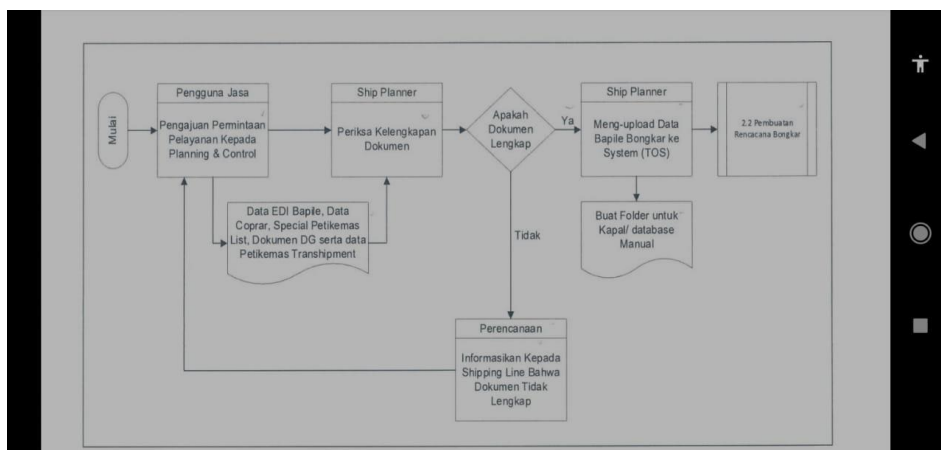 Mulai
Pengguna Jasa
Pengajuan Permintaan
Pelayanan Kepada
Planning & Control
Data EDI Bapile, Data
Coprar, Special Petikemas
List, Dokumen DG serta data
Petikemas Transhipment
Ship Planner
Periksa Kelengkapan
Dokumen
Apakah
Dokumen
Lengkap
Ya
Tidak
Ship Planner
Meng-upload Data
Bapile Bongkar ke
System (TOS)
Buat Folder untuk
Kapal/ database
Manual
2.2 Pembuatan
Rencacana Bongkar
Perencanaan
Informasikan Kepada
Shipping Line Bahwa
Dokumen Tidak
Lengkap